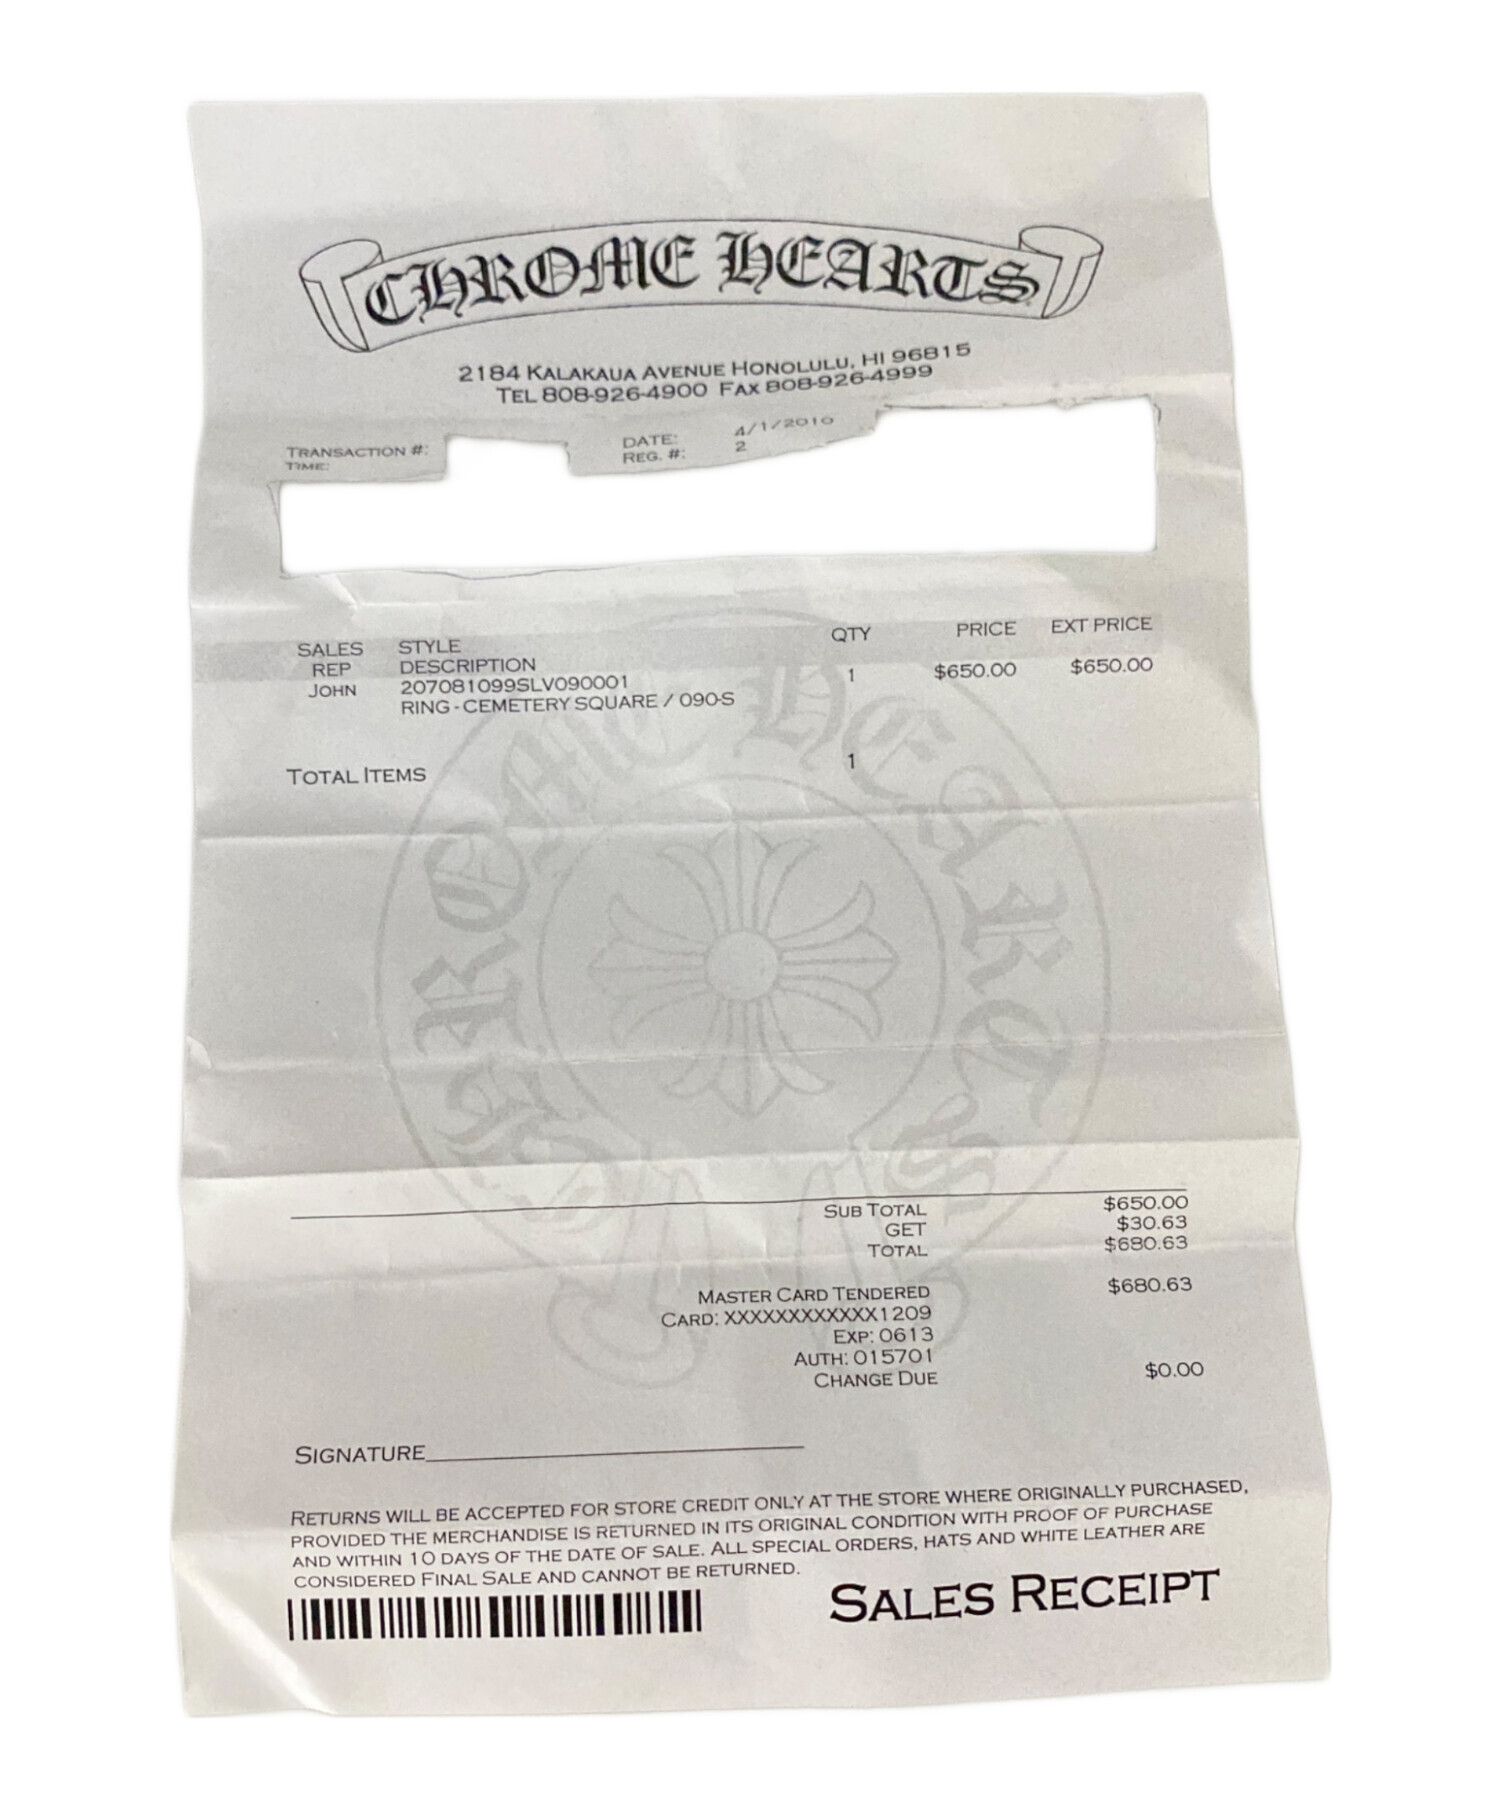 CHROME HEARTS
2184 KALAKAUA AVENUE HONOLULU, HI 96815
TEL 808-926-4900 FAX 808-926-4999
TRANSACTION #: DATE: 4/1/2010
TIME: REG. #: 2
SALES STYLE QTY PRICE EXT PRICE
REP DESCRIPTION
JOHN 207081099SLV090001 1 $650.00 $650.00
RING - CEMETERY SQUARE / 090-S
TOTAL ITEMS 1
CHROME HEARTS
SUB TOTAL $650.00
GET $30.63
TOTAL $680.63
MASTER CARD TENDERED $680.63
CARD: XXXXXXXXXXXX1209
EXP: 0613
AUTH: 015701
CHANGE DUE $0.00
SIGNATURE
RETURNS WILL BE ACCEPTED FOR STORE CREDIT ONLY AT THE STORE WHERE ORIGINALLY PURCHASED,
PROVIDED THE MERCHANDISE IS RETURNED IN ITS ORIGINAL CONDITION WITH PROOF OF PURCHASE
AND WITHIN 10 DAYS OF THE DATE OF SALE. ALL SPECIAL ORDERS, HATS AND WHITE LEATHER ARE
CONSIDERED FINAL SALE AND CANNOT BE RETURNED.
SALES RECEIPT